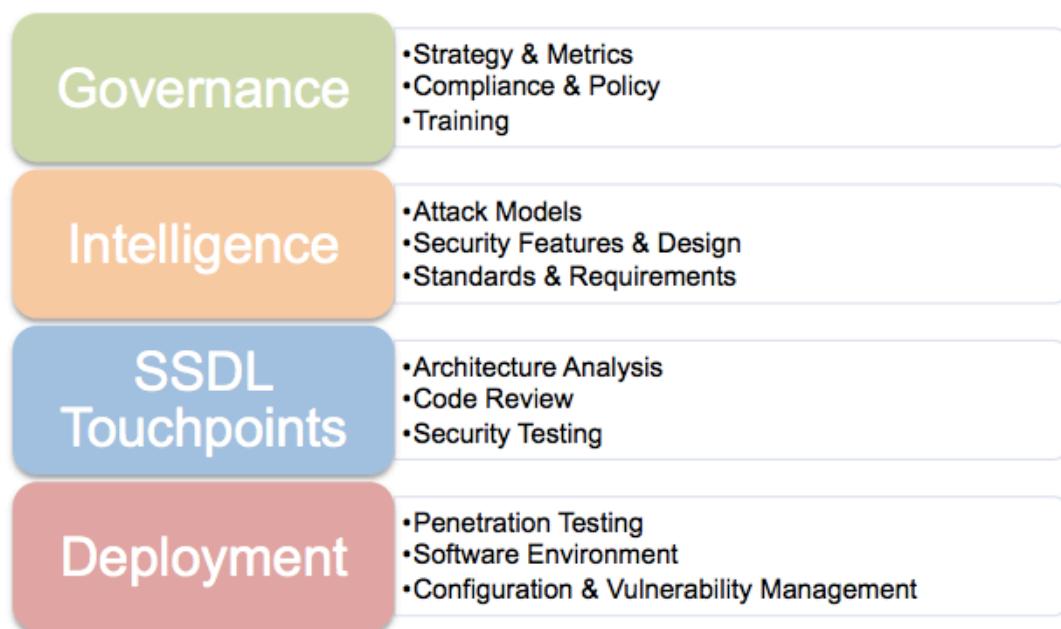 Governance
•Strategy & Metrics
•Compliance & Policy
•Training
Intelligence
•Attack Models
•Security Features & Design
•Standards & Requirements
SSDL
Touchpoints
•Architecture Analysis
•Code Review
•Security Testing
Deployment
•Penetration Testing
•Software Environment
•Configuration & Vulnerability Management